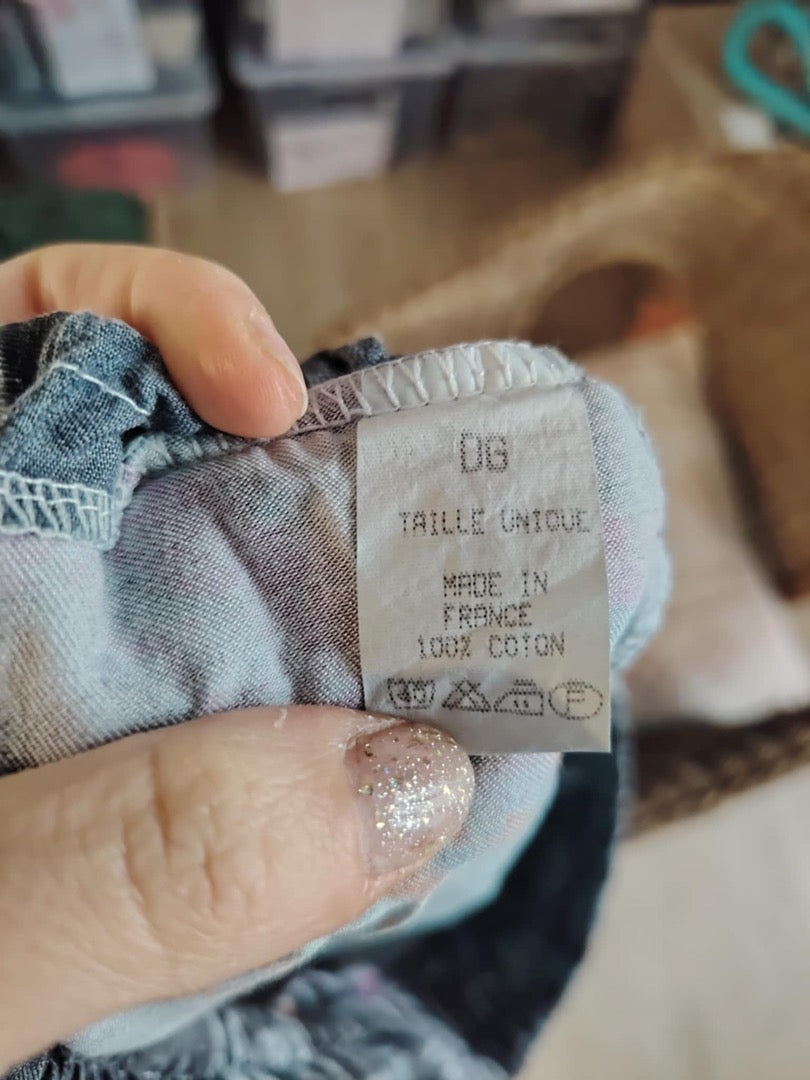 DG
TAILLE UNIQUE
MADE IN
FRANCE
100% COTON